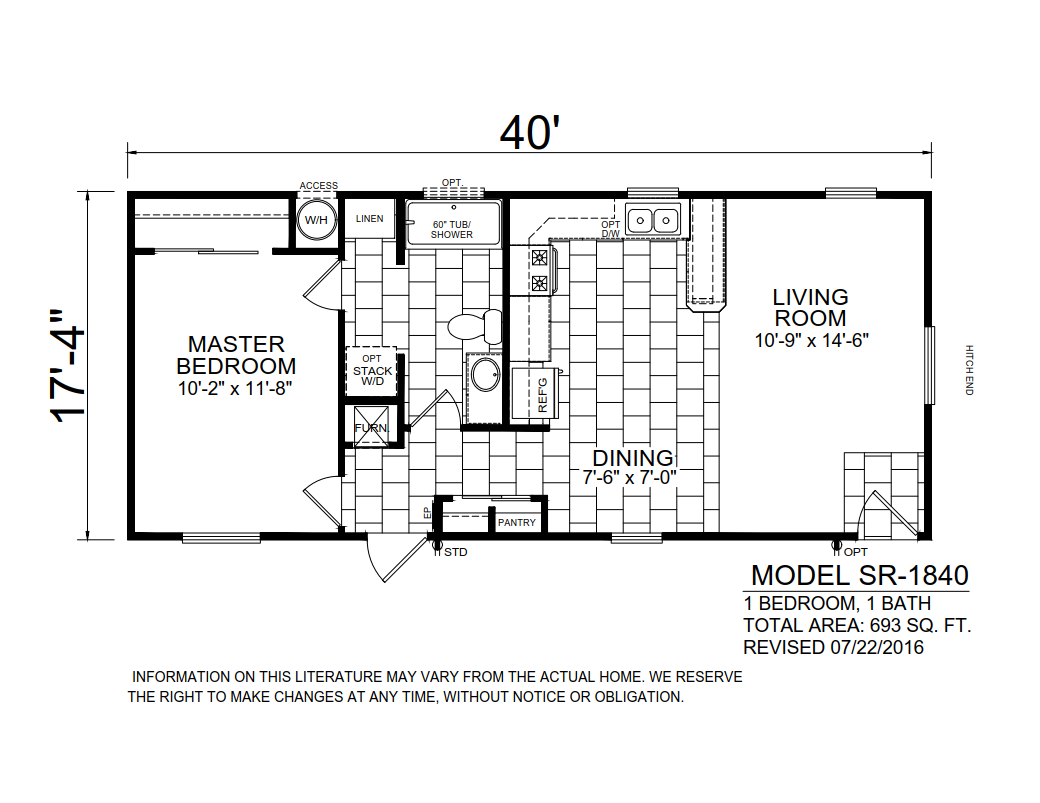 40'
ACCESS
OPT.
W/H
LINEN
60" TUB/
SHOWER
OPT
D/W
17'-4"
MASTER
BEDROOM
10'-2" x 11'-8"
LIVING
ROOM
10'-9" x 14'-6"
HITCH END
OPT
STACK
W/D
REF'G
FURN.
DINING
7'-6" x 7'-0"
EP
PANTRY
STD
OPT
MODEL SR-1840
1 BEDROOM, 1 BATH
TOTAL AREA: 693 SQ. FT.
REVISED 07/22/2016
INFORMATION ON THIS LITERATURE MAY VARY FROM THE ACTUAL HOME. WE RESERVE
THE RIGHT TO MAKE CHANGES AT ANY TIME, WITHOUT NOTICE OR OBLIGATION.